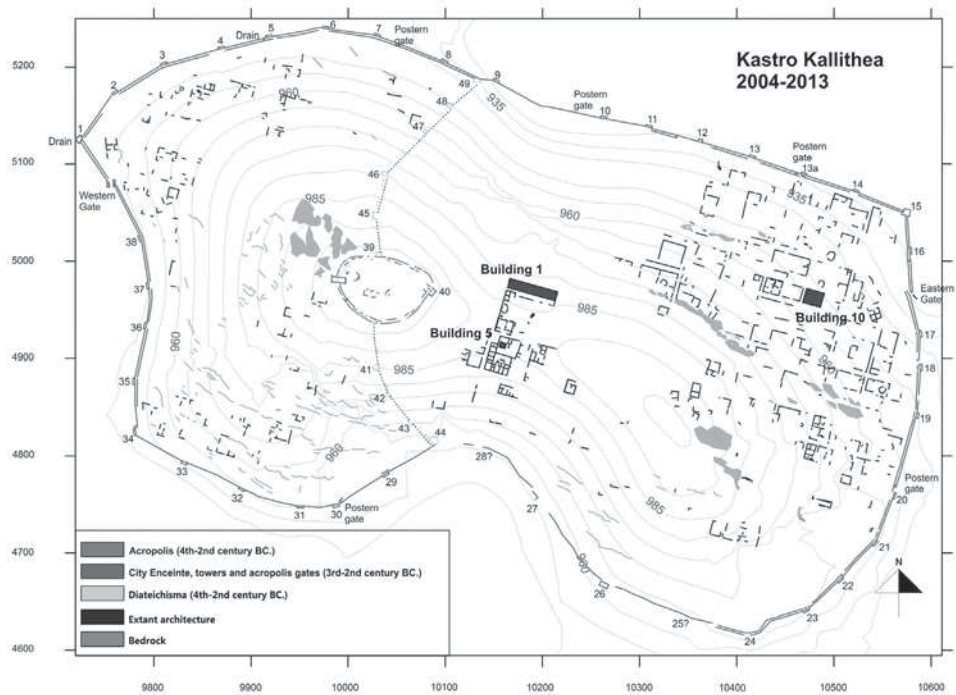 Kastro Kallithea
2004-2013
5200
5100
5000
4900
4800
4700
4600
9800
9900
10000
10100
10200
10300
10400
10500
10600
Drain
1
2
3
4
Drain
5
6
7
Postern
gate
8
49
9
48
47
46
45
39
935
Postern
gate
10
11
12
13
Postern
gate
13a
14
15
16
Eastern
Gate
17
18
19
Postern
gate
20
21
22
23
24
25?
26
27
28?
44
43
42
41
40
29
30
Postern
gate
31
32
33
34
35
36
37
38
Western
Gate
960
985
960
985
960
960
985
935
960
985
985
960
Building 1
Building 5
Building 10
N
Acropolis (4th-2nd century BC.)
City Enceinte, towers and acropolis gates (3rd-2nd century BC.)
Diateichisma (4th-2nd century BC.)
Extant architecture
Bedrock